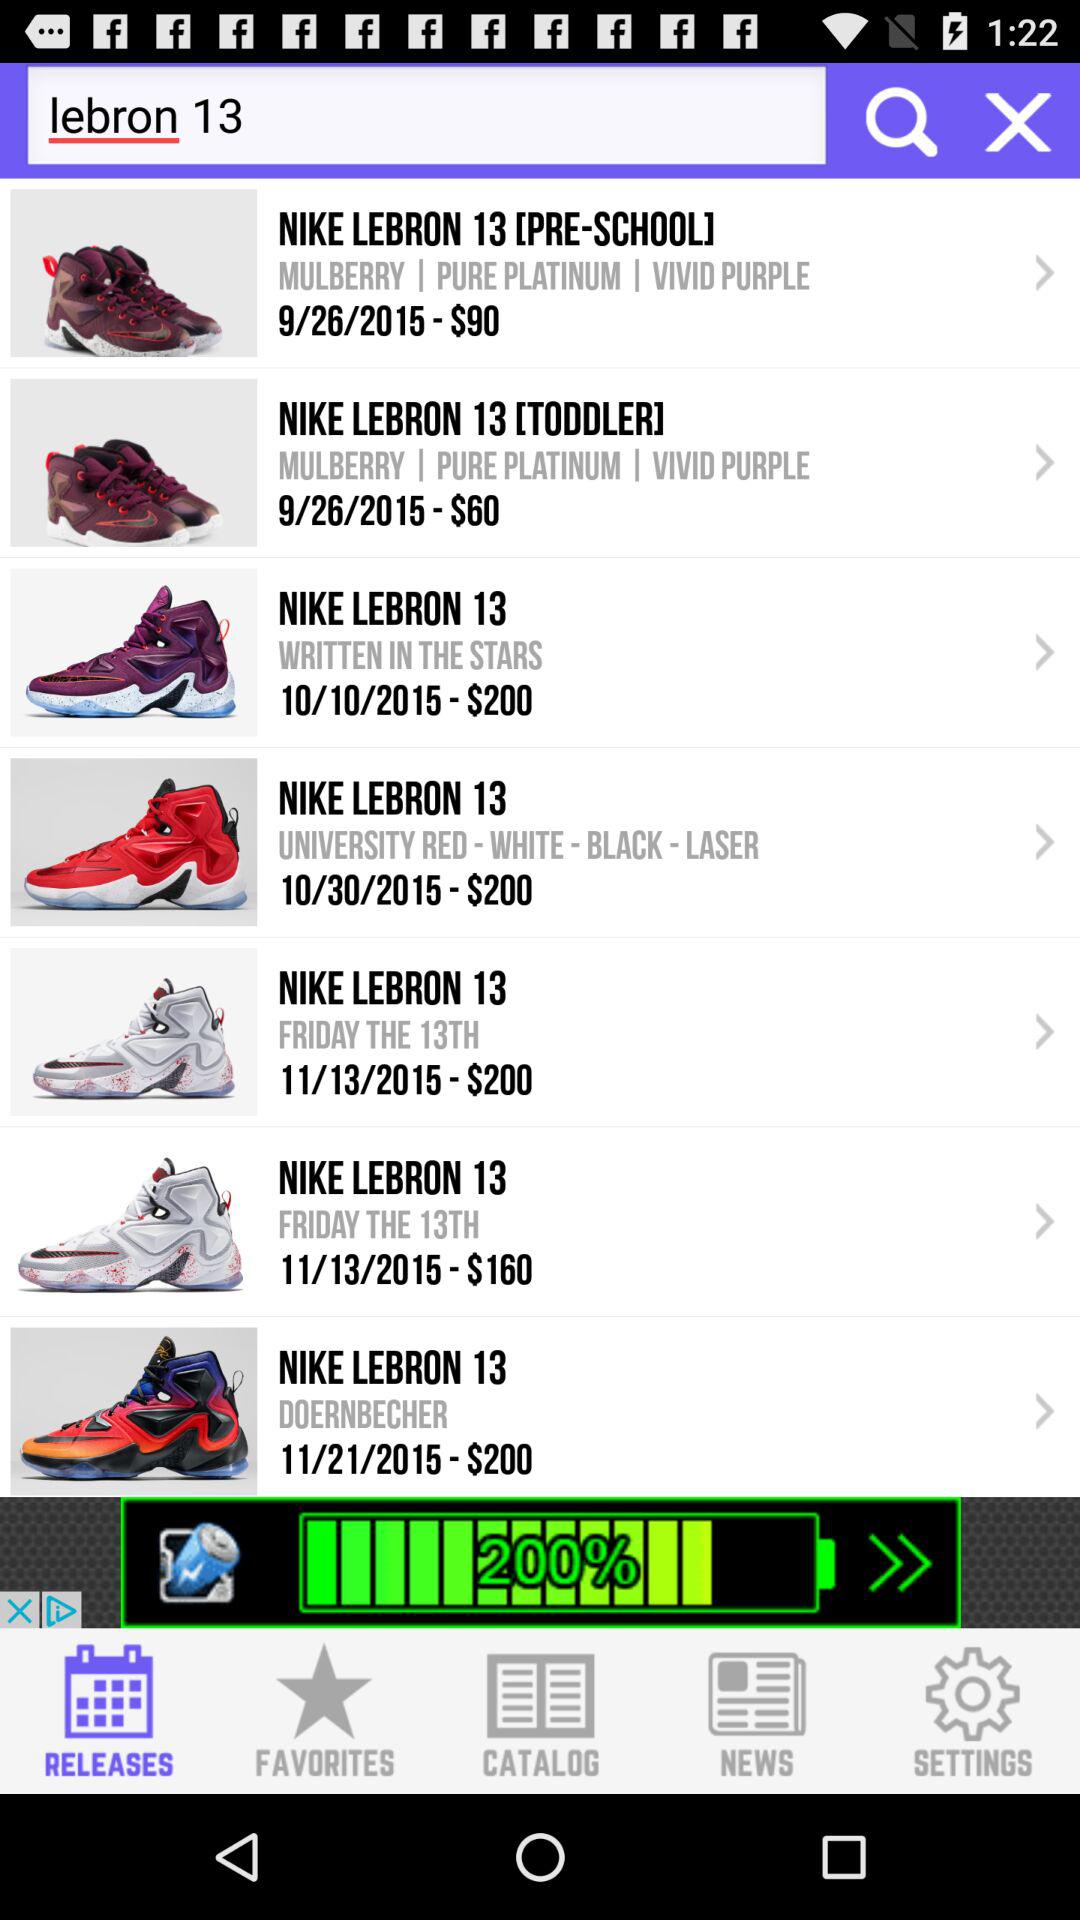 1:22
lebron 13
NIKE LEBRON 13 [PRE-SCHOOL]
MULBERRY | PURE PLATINUM | VIVID PURPLE
9/26/2015 - $90
NIKE LEBRON 13 [TODDLER]
MULBERRY | PURE PLATINUM | VIVID PURPLE
9/26/2015 - $60
NIKE LEBRON 13
WRITTEN IN THE STARS
10/10/2015 - $200
NIKE LEBRON 13
UNIVERSITY RED - WHITE - BLACK - LASER
10/30/2015 - $200
NIKE LEBRON 13
FRIDAY THE 13TH
11/13/2015 - $200
NIKE LEBRON 13
FRIDAY THE 13TH
11/13/2015 - $160
NIKE LEBRON 13
DOERNBECHER
11/21/2015 - $200
200%
RELEASES
FAVORITES
CATALOG
NEWS
SETTINGS